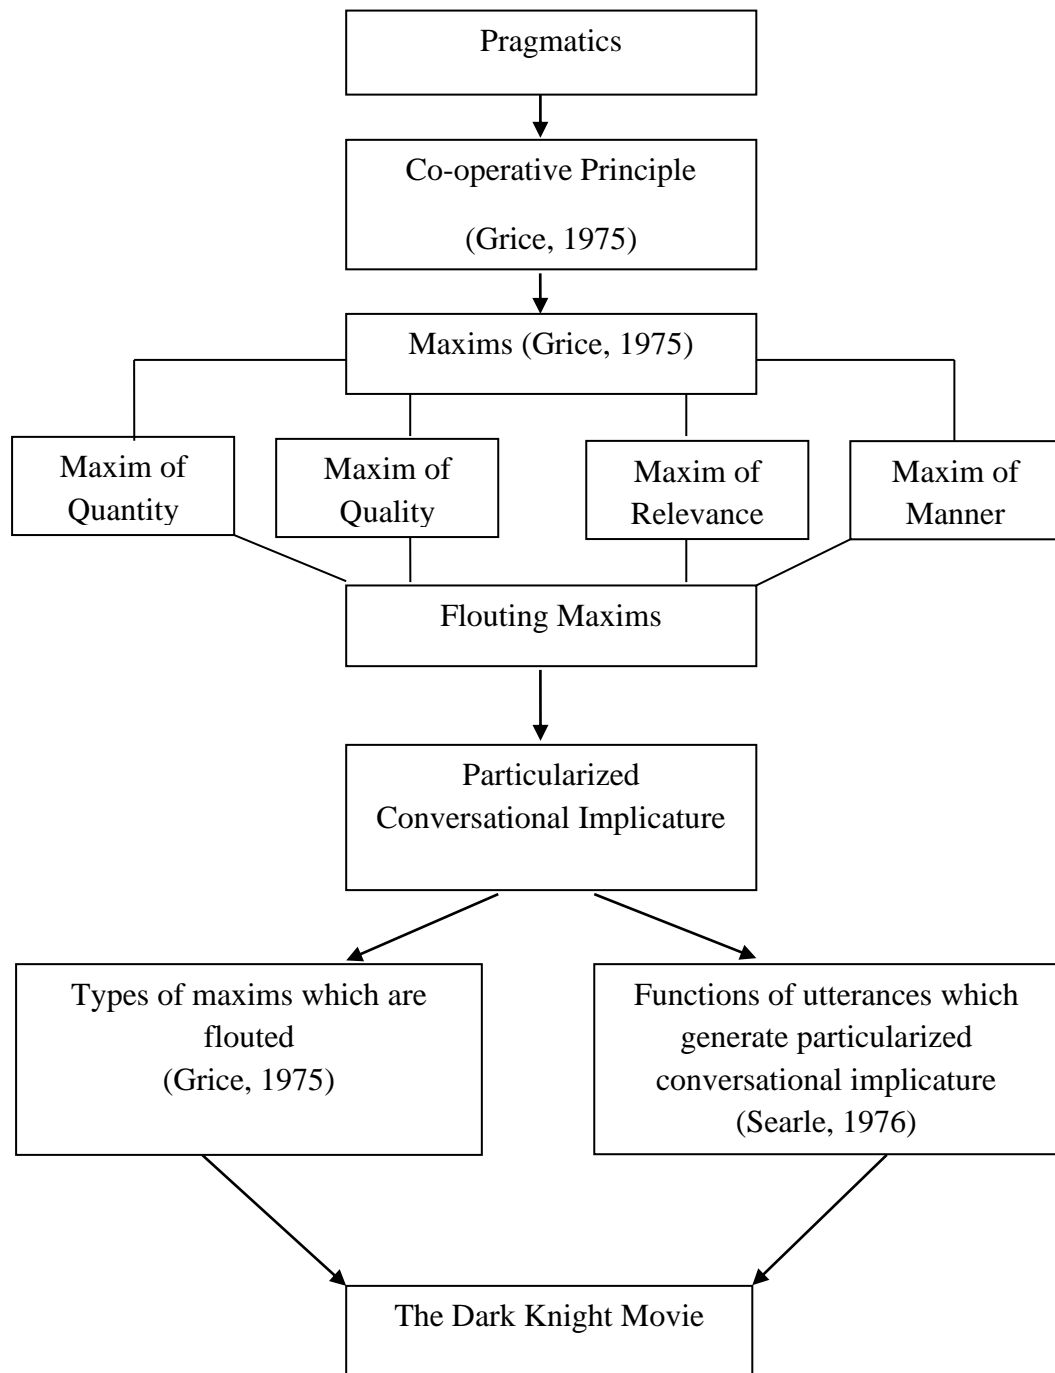 Pragmatics
Co-operative Principle
(Grice, 1975)
Maxims (Grice, 1975)
Maxim of
Quantity
Maxim of
Quality
Maxim of
Relevance
Maxim of
Manner
Flouting Maxims
Particularized
Conversational Implicature
Types of maxims which are
flouted
(Grice, 1975)
Functions of utterances which
generate particularized
conversational implicature
(Searle, 1976)
The Dark Knight Movie